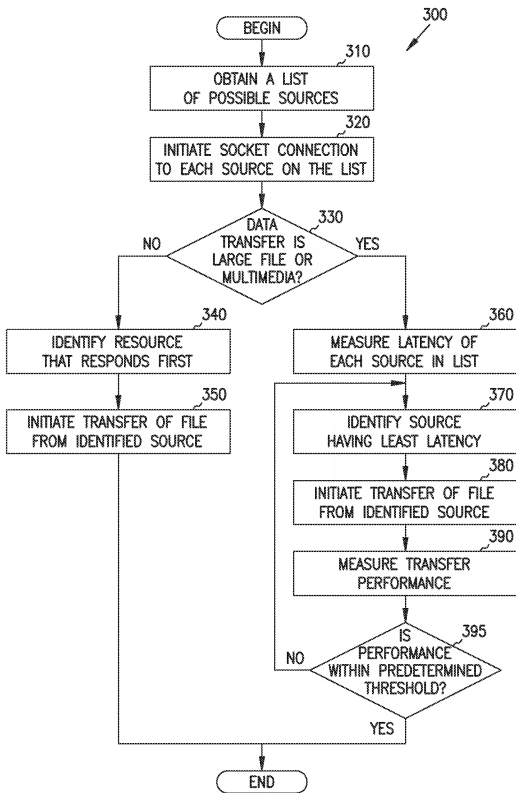 BEGIN
300
310
OBTAIN A LIST
OF POSSIBLE SOURCES
320
INITIATE SOCKET CONNECTION
TO EACH SOURCE ON THE LIST
330
DATA
TRANSFER IS
LARGE FILE OR
MULTIMEDIA?
NO
YES
340
IDENTIFY RESOURCE
THAT RESPONDS FIRST
350
INITIATE TRANSFER OF FILE
FROM IDENTIFIED SOURCE
360
MEASURE LATENCY OF
EACH SOURCE IN LIST
370
IDENTIFY SOURCE
HAVING LEAST LATENCY
380
INITIATE TRANSFER OF FILE
FROM IDENTIFIED SOURCE
390
MEASURE TRANSFER
PERFORMANCE
395
IS
PERFORMANCE
WITHIN PREDETERMINED
THRESHOLD?
NO
YES
END